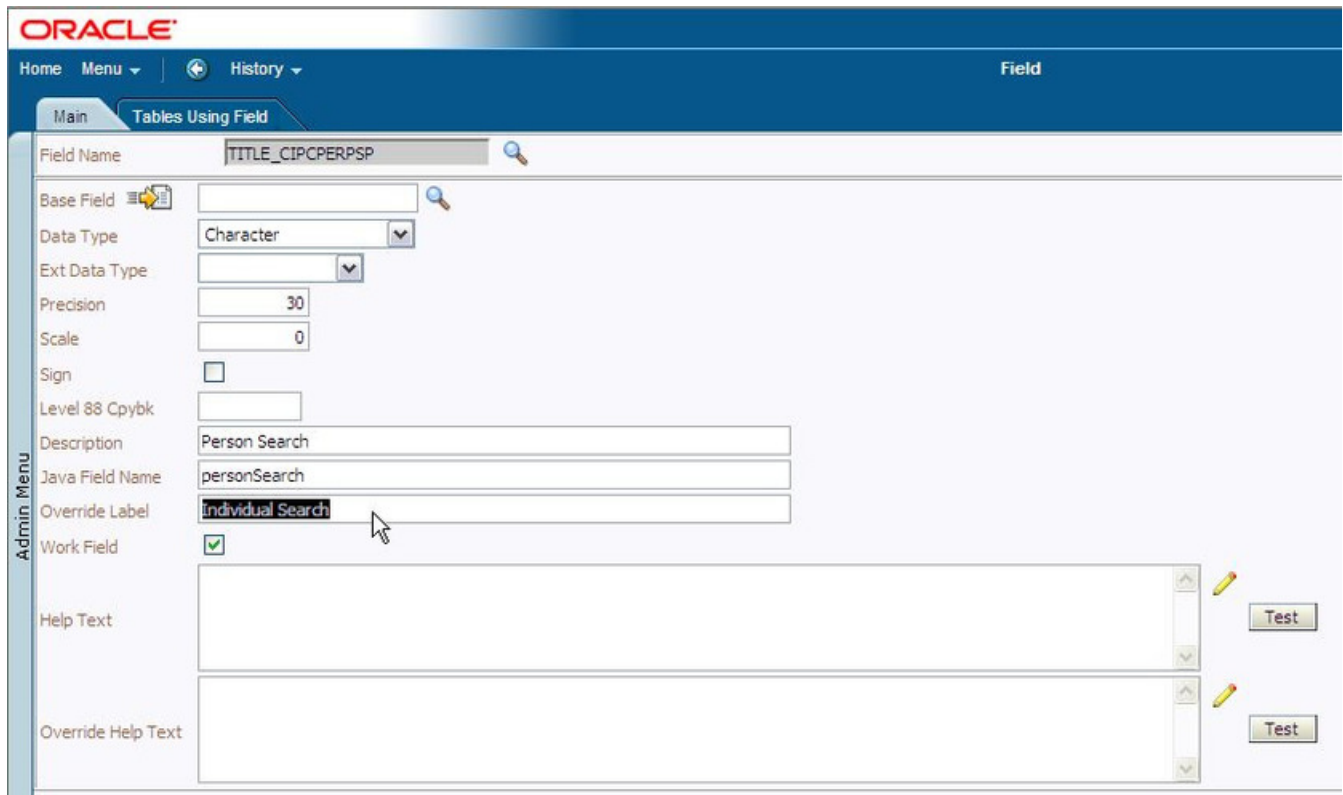 ORACLE
Home Menu History Field
Main Tables Using Field
Field Name TITLE_CIPCPERPSP
Base Field
Data Type Character
Ext Data Type
Precision 30
Scale 0
Sign
Level 88 Cpybk
Description Person Search
Java Field Name personSearch
Override Label Individual Search
Work Field
Help Text Test
Override Help Text Test
Admin Menu